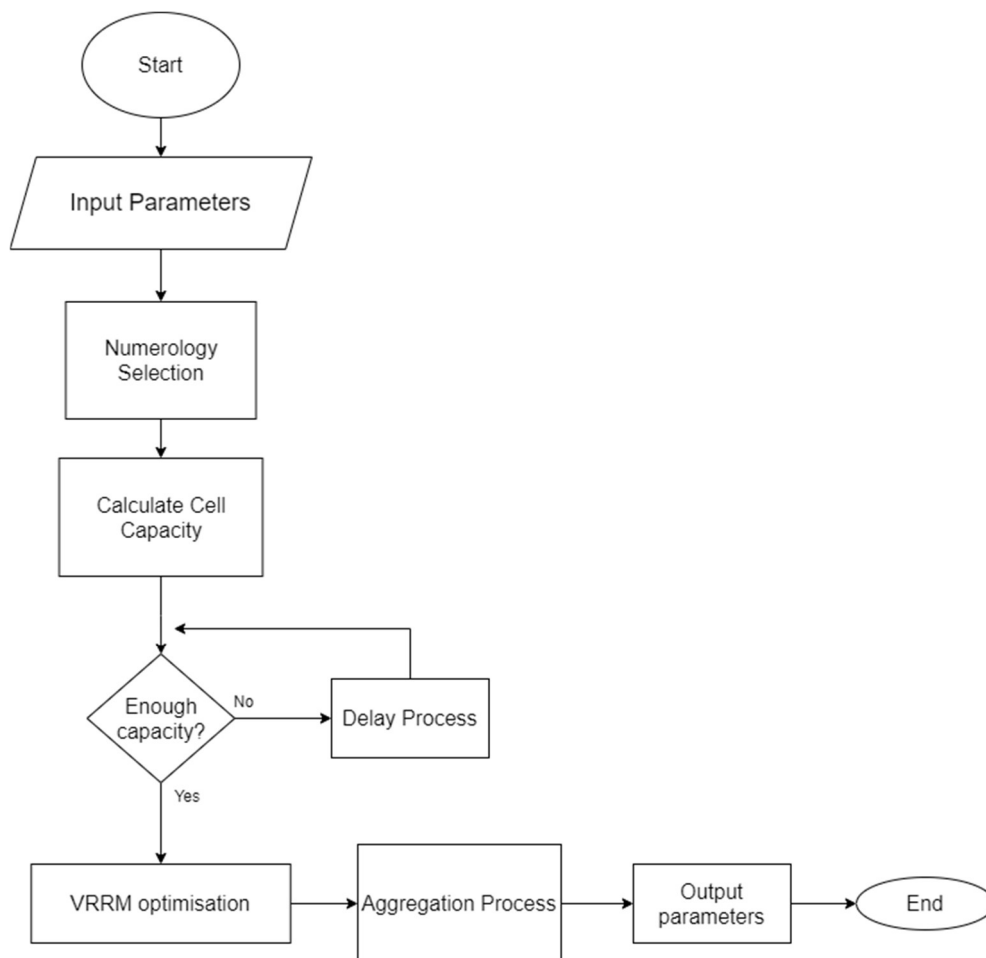 Start
Input Parameters
Numerology
Selection
Calculate Cell
Capacity
Enough
capacity?
No
Delay Process
Yes
VRRM optimisation
Aggregation Process
Output
parameters
End